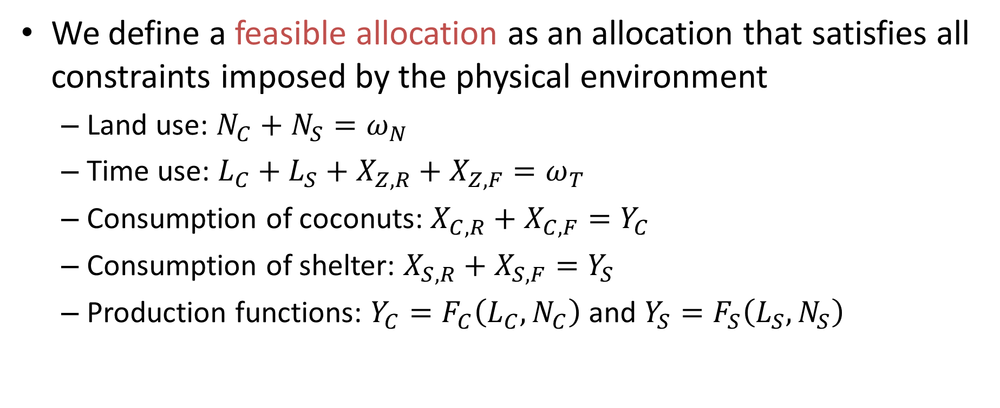 • We define a feasible allocation as an allocation that satisfies all
constraints imposed by the physical environment
– Land use: $N_C + N_S = \omega_N$
– Time use: $L_C + L_S + X_{Z,R} + X_{Z,F} = \omega_T$
– Consumption of coconuts: $X_{C,R} + X_{C,F} = Y_C$
– Consumption of shelter: $X_{S,R} + X_{S,F} = Y_S$
– Production functions: $Y_C = F_C(L_C, N_C)$ and $Y_S = F_S(L_S, N_S)$